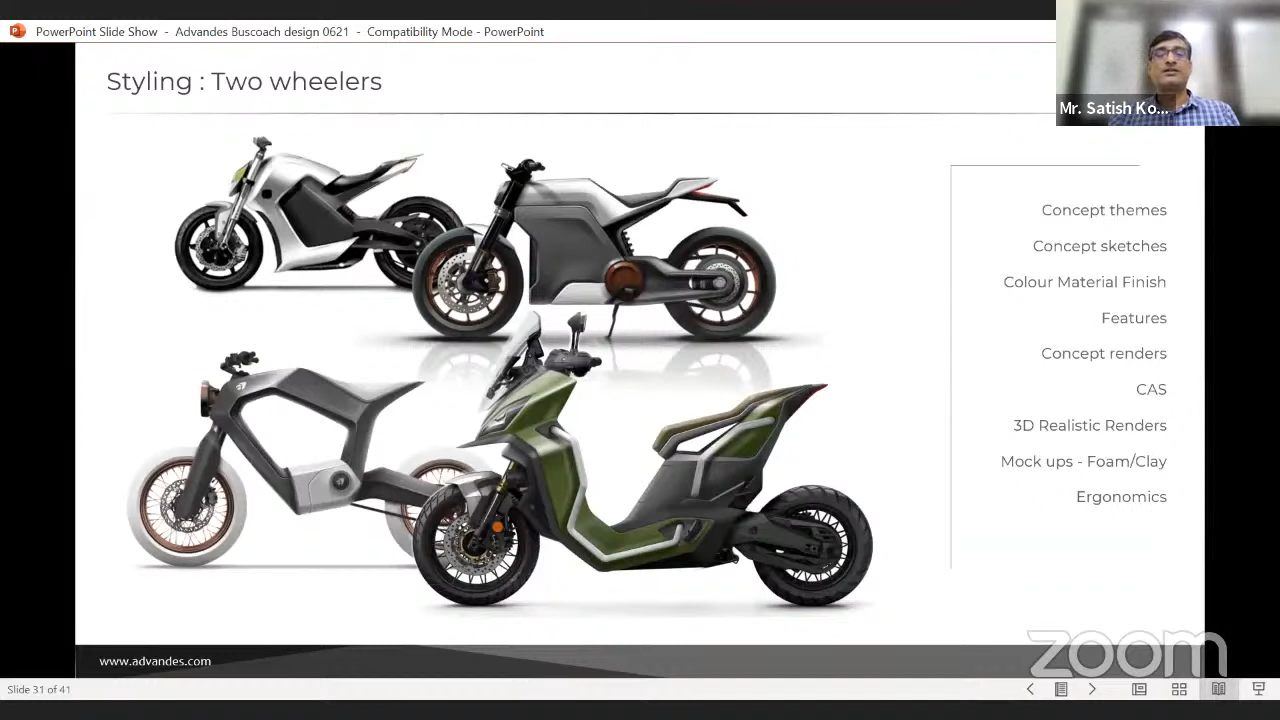 PowerPoint Slide Show - Advandes Buscoach design 0621 - Compatibility Mode - PowerPoint
Mr. Satish Ko...
Styling : Two wheelers
Concept themes
Concept sketches
Colour Material Finish
Features
Concept renders
CAS
3D Realistic Renders
Mock ups - Foam/Clay
Ergonomics
www.advandes.com
zoom
Slide 31 of 41